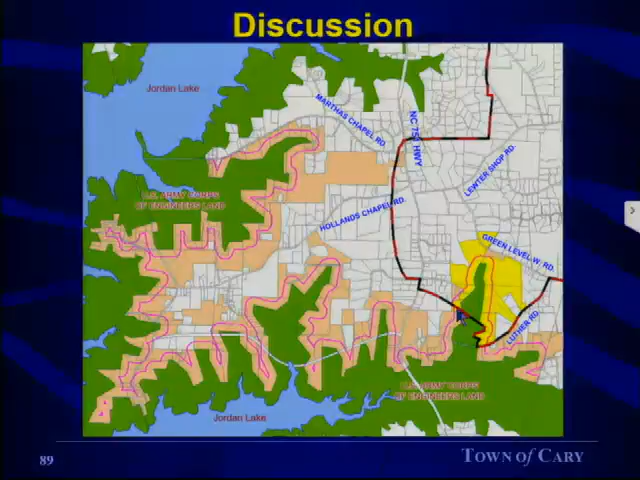 Discussion
Jordan Lake
MARTHAS CHAPEL RD.
NC 751 HWY
LEWTER SHOP RD.
U.S. ARMY CORPS
OF ENGINEERS LAND
HOLLANDS CHAPEL RD.
GREEN LEVEL W. RD.
LUTHER RD
U.S. ARMY CORPS
OF ENGINEERS LAND
Jordan Lake
89
TOWN of CARY